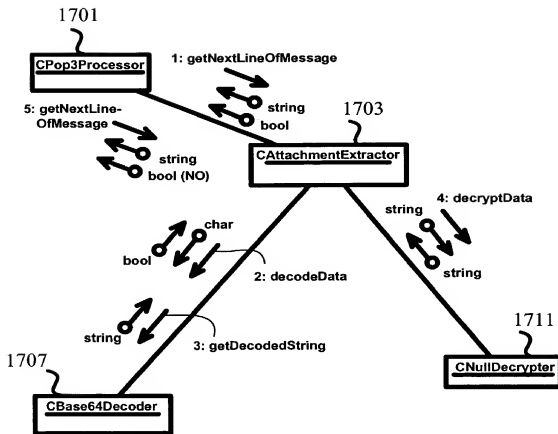 1701
CPop3Processor
1: getNextLineOfMessage
string
bool
5: getNextLine-
OfMessage
string
bool (NO)
1703
CAttachmentExtractor
string
4: decryptData
string
char
bool
2: decodeData
string
3: getDecodedString
1707
CBase64Decoder
1711
CNullDecrypter